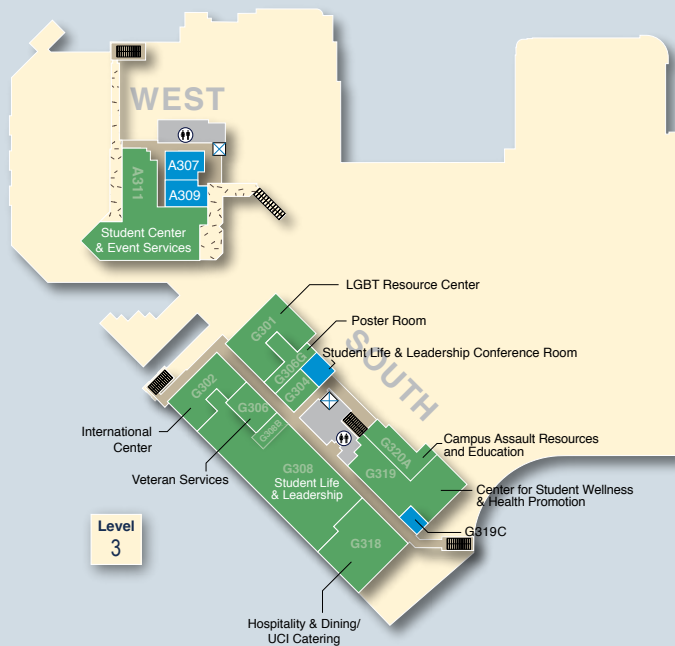 WEST
A307
A311
A309
Student Center
& Event Services
LGBT Resource Center
G301
Poster Room
SOUTH
Student Life & Leadership Conference Room
G306G
G304
G302
G306
G308B
International
Center
Veteran Services
G320A
Campus Assault Resources
and Education
G319
G308
Student Life
& Leadership
Center for Student Wellness
& Health Promotion
G319C
Level
3
G318
Hospitality & Dining/
UCI Catering